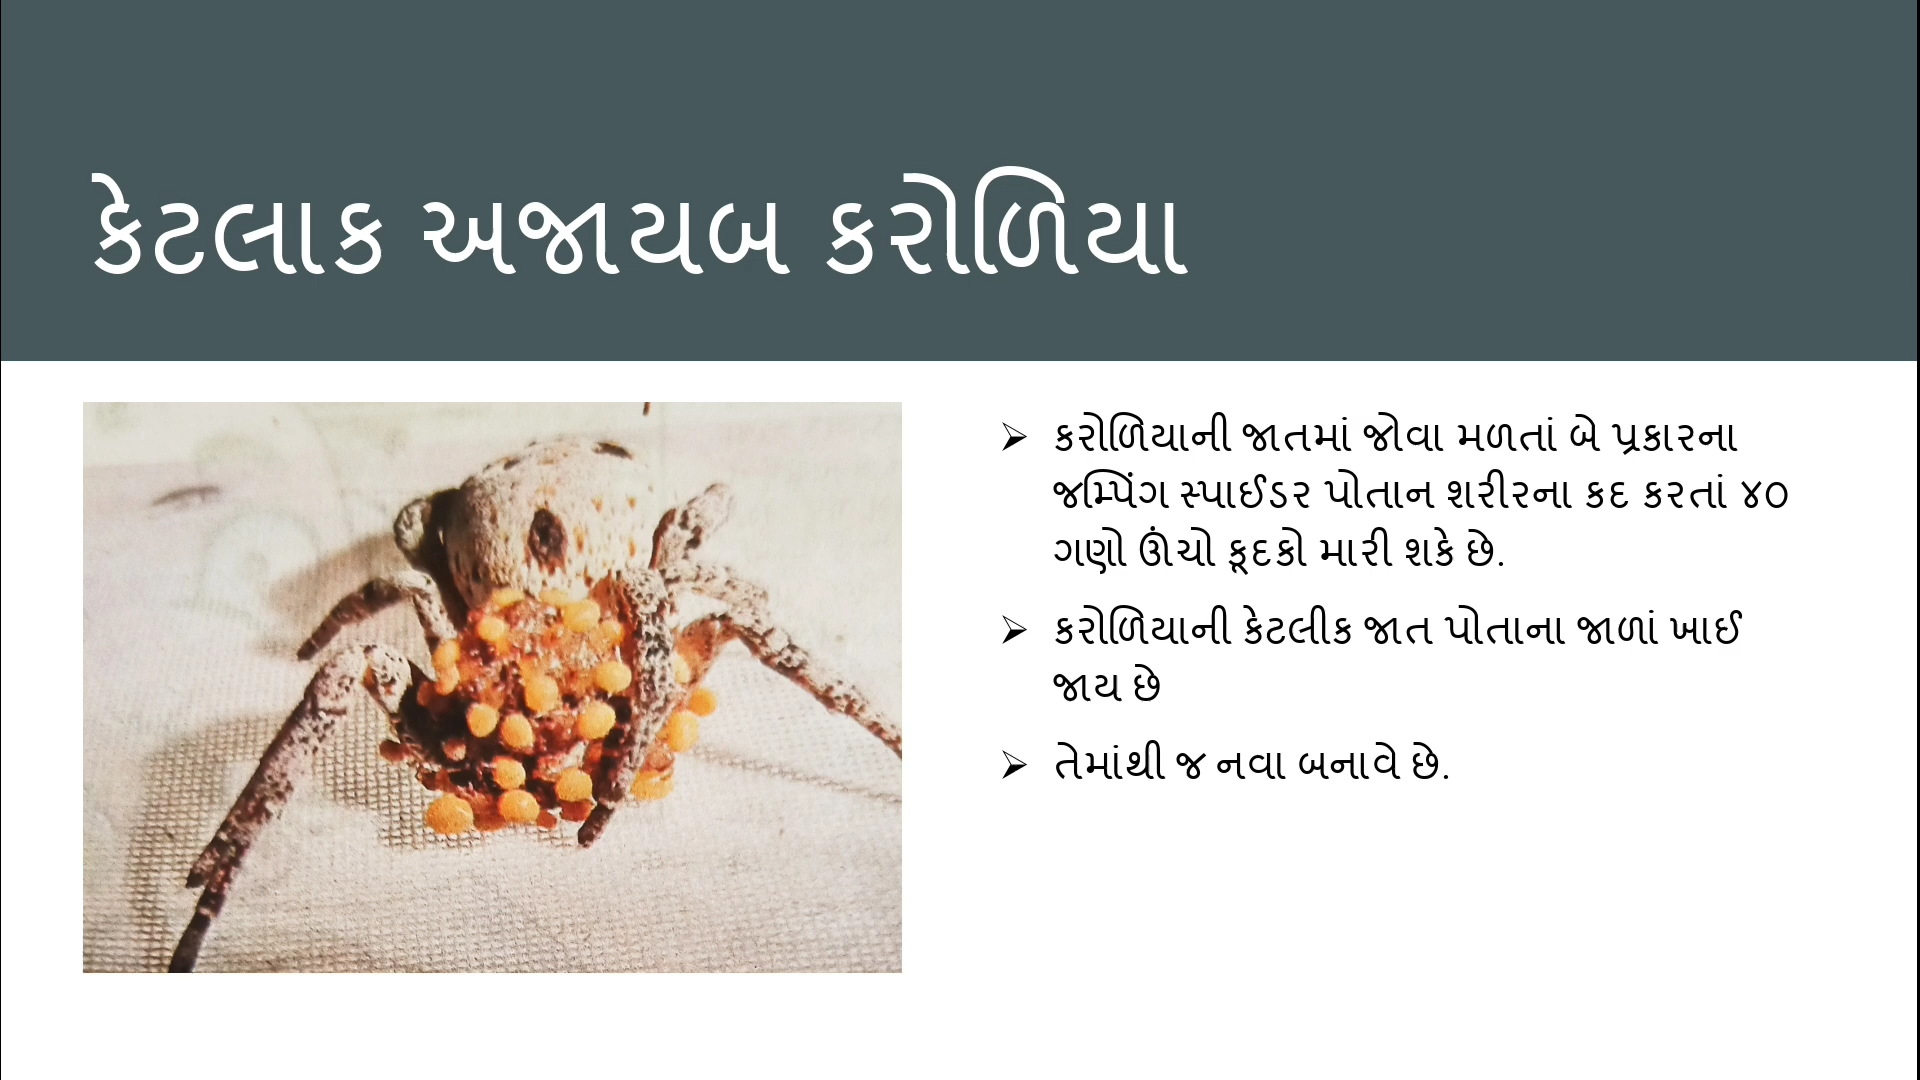 કેટલાક અજાયબ કરોળિયા
➢ કરોળિયાની જાતમાં જોવા મળતાં બે પ્રકારના
જમ્પિંગ સ્પાઈડર પોતાન શરીરના કદ કરતાં ૪૦
ગણો ઊંચો કૂદકો મારી શકે છે.
➢ કરોળિયાની કેટલીક જાત પોતાના જાળાં ખાઈ
જાય છે
➢ તેમાંથી જ નવા બનાવે છે.